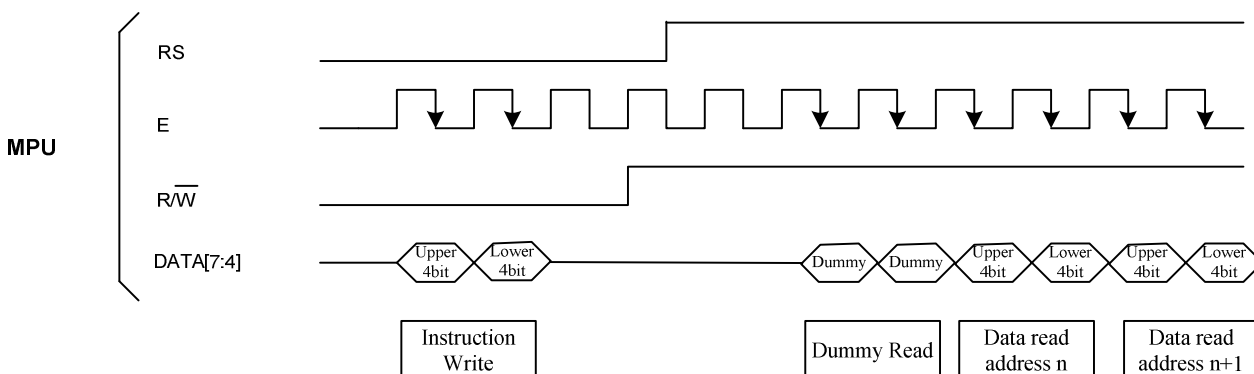 MPU
RS
E
R/W̅
DATA[7:4]
Upper
4bit
Lower
4bit
Dummy
Dummy
Upper
4bit
Lower
4bit
Upper
4bit
Lower
4bit
Instruction
Write
Dummy Read
Data read
address n
Data read
address n+1